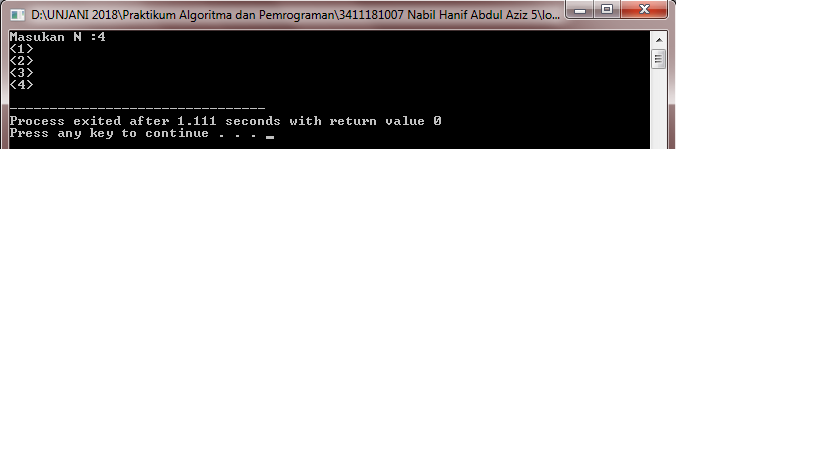 D:\UNJANI 2018\Praktikum Algoritma dan Pemrograman\3411181007 Nabil Hanif Abdul Aziz 5\lo...
Masukan N :4
<1>
<2>
<3>
<4>
--------------------------------
Process exited after 1.111 seconds with return value 0
Press any key to continue . . . _